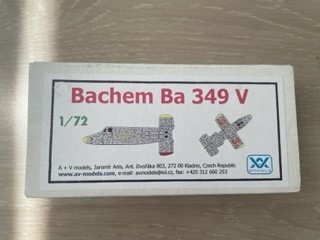 Bachem Ba 349 V
1/72
A + V models, Jaromír Anis, Ant. Dvořáka 803, 272 00 Kladno, Czech Republic
www.av-models.com, e-mail: avmodels@iol.cz, fax: +420 312 660 253
MODELS